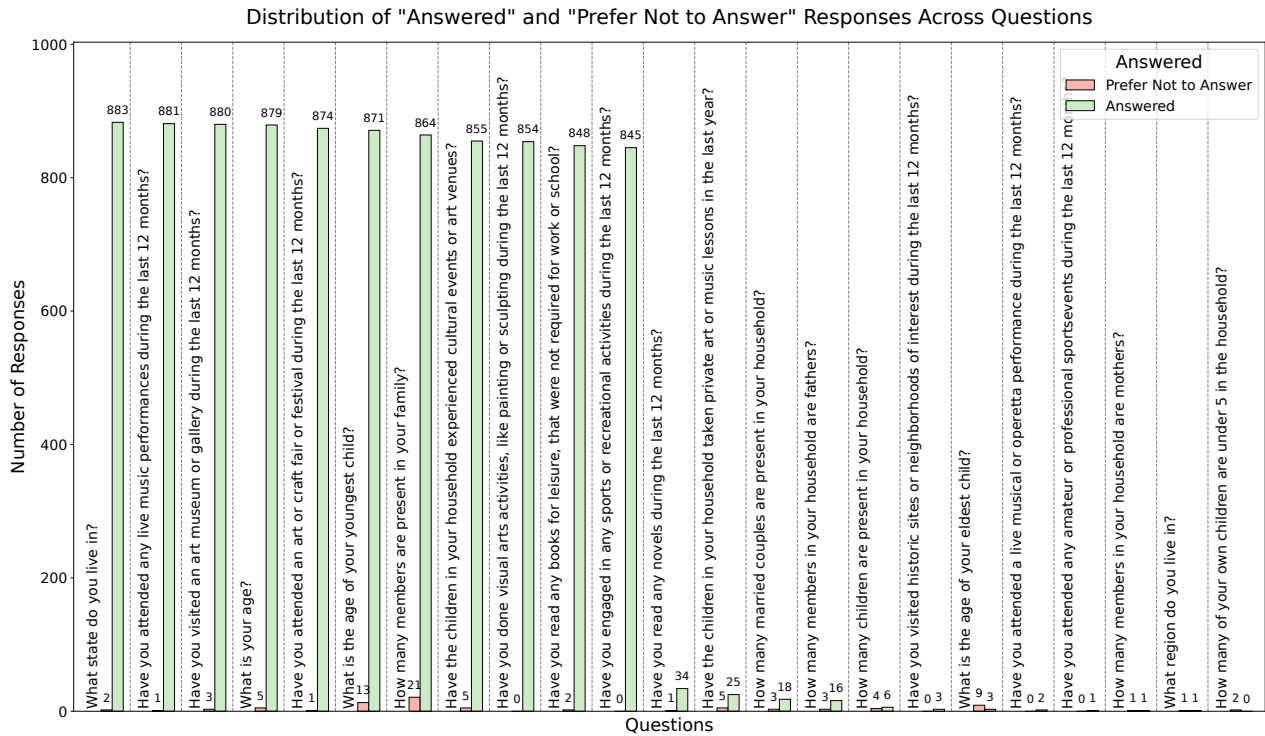 Distribution of "Answered" and "Prefer Not to Answer" Responses Across Questions
Number of Responses
1000
800
600
400
200
0
Answered
Prefer Not to Answer
Answered
What state do you live in?
2
883
Have you attended any live music performances during the last 12 months?
1
881
Have you visited an art museum or gallery during the last 12 months?
3
880
What is your age?
5
879
Have you attended an art or craft fair or festival during the last 12 months?
1
874
What is the age of your youngest child?
13
871
How many members are present in your family?
21
864
Have the children in your household experienced cultural events or art venues?
5
855
Have you done visual arts activities, like painting or sculpting during the last 12 months?
0
854
Have you read any books for leisure, that were not required for work or school?
2
848
Have you engaged in any sports or recreational activities during the last 12 months?
0
845
Have you read any novels during the last 12 months?
1
34
Have the children in your household taken private art or music lessons in the last year?
5
25
How many married couples are present in your household?
3
18
How many members in your household are fathers?
3
16
How many children are present in your household?
4
6
Have you visited historic sites or neighborhoods of interest during the last 12 months?
0
3
What is the age of your eldest child?
9
3
Have you attended a live musical or operetta performance during the last 12 months?
0
2
Have you attended any amateur or professional sportsevents during the last 12 months?
0
1
How many members in your household are mothers?
1
1
What region do you live in?
1
1
How many of your own children are under 5 in the household?
2
0
Questions